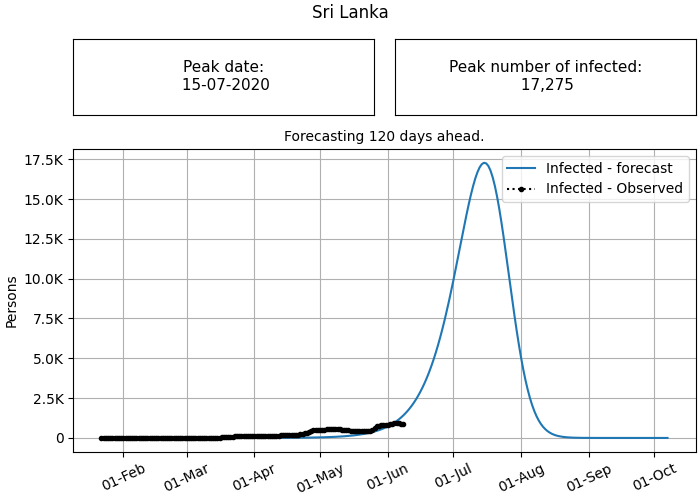 Sri Lanka
Peak date:
15-07-2020
Peak number of infected:
17,275
Forecasting 120 days ahead.
Infected - forecast
Infected - Observed
Persons
17.5K
15.0K
12.5K
10.0K
7.5K
5.0K
2.5K
0
01-Feb
01-Mar
01-Apr
01-May
01-Jun
01-Jul
01-Aug
01-Sep
01-Oct